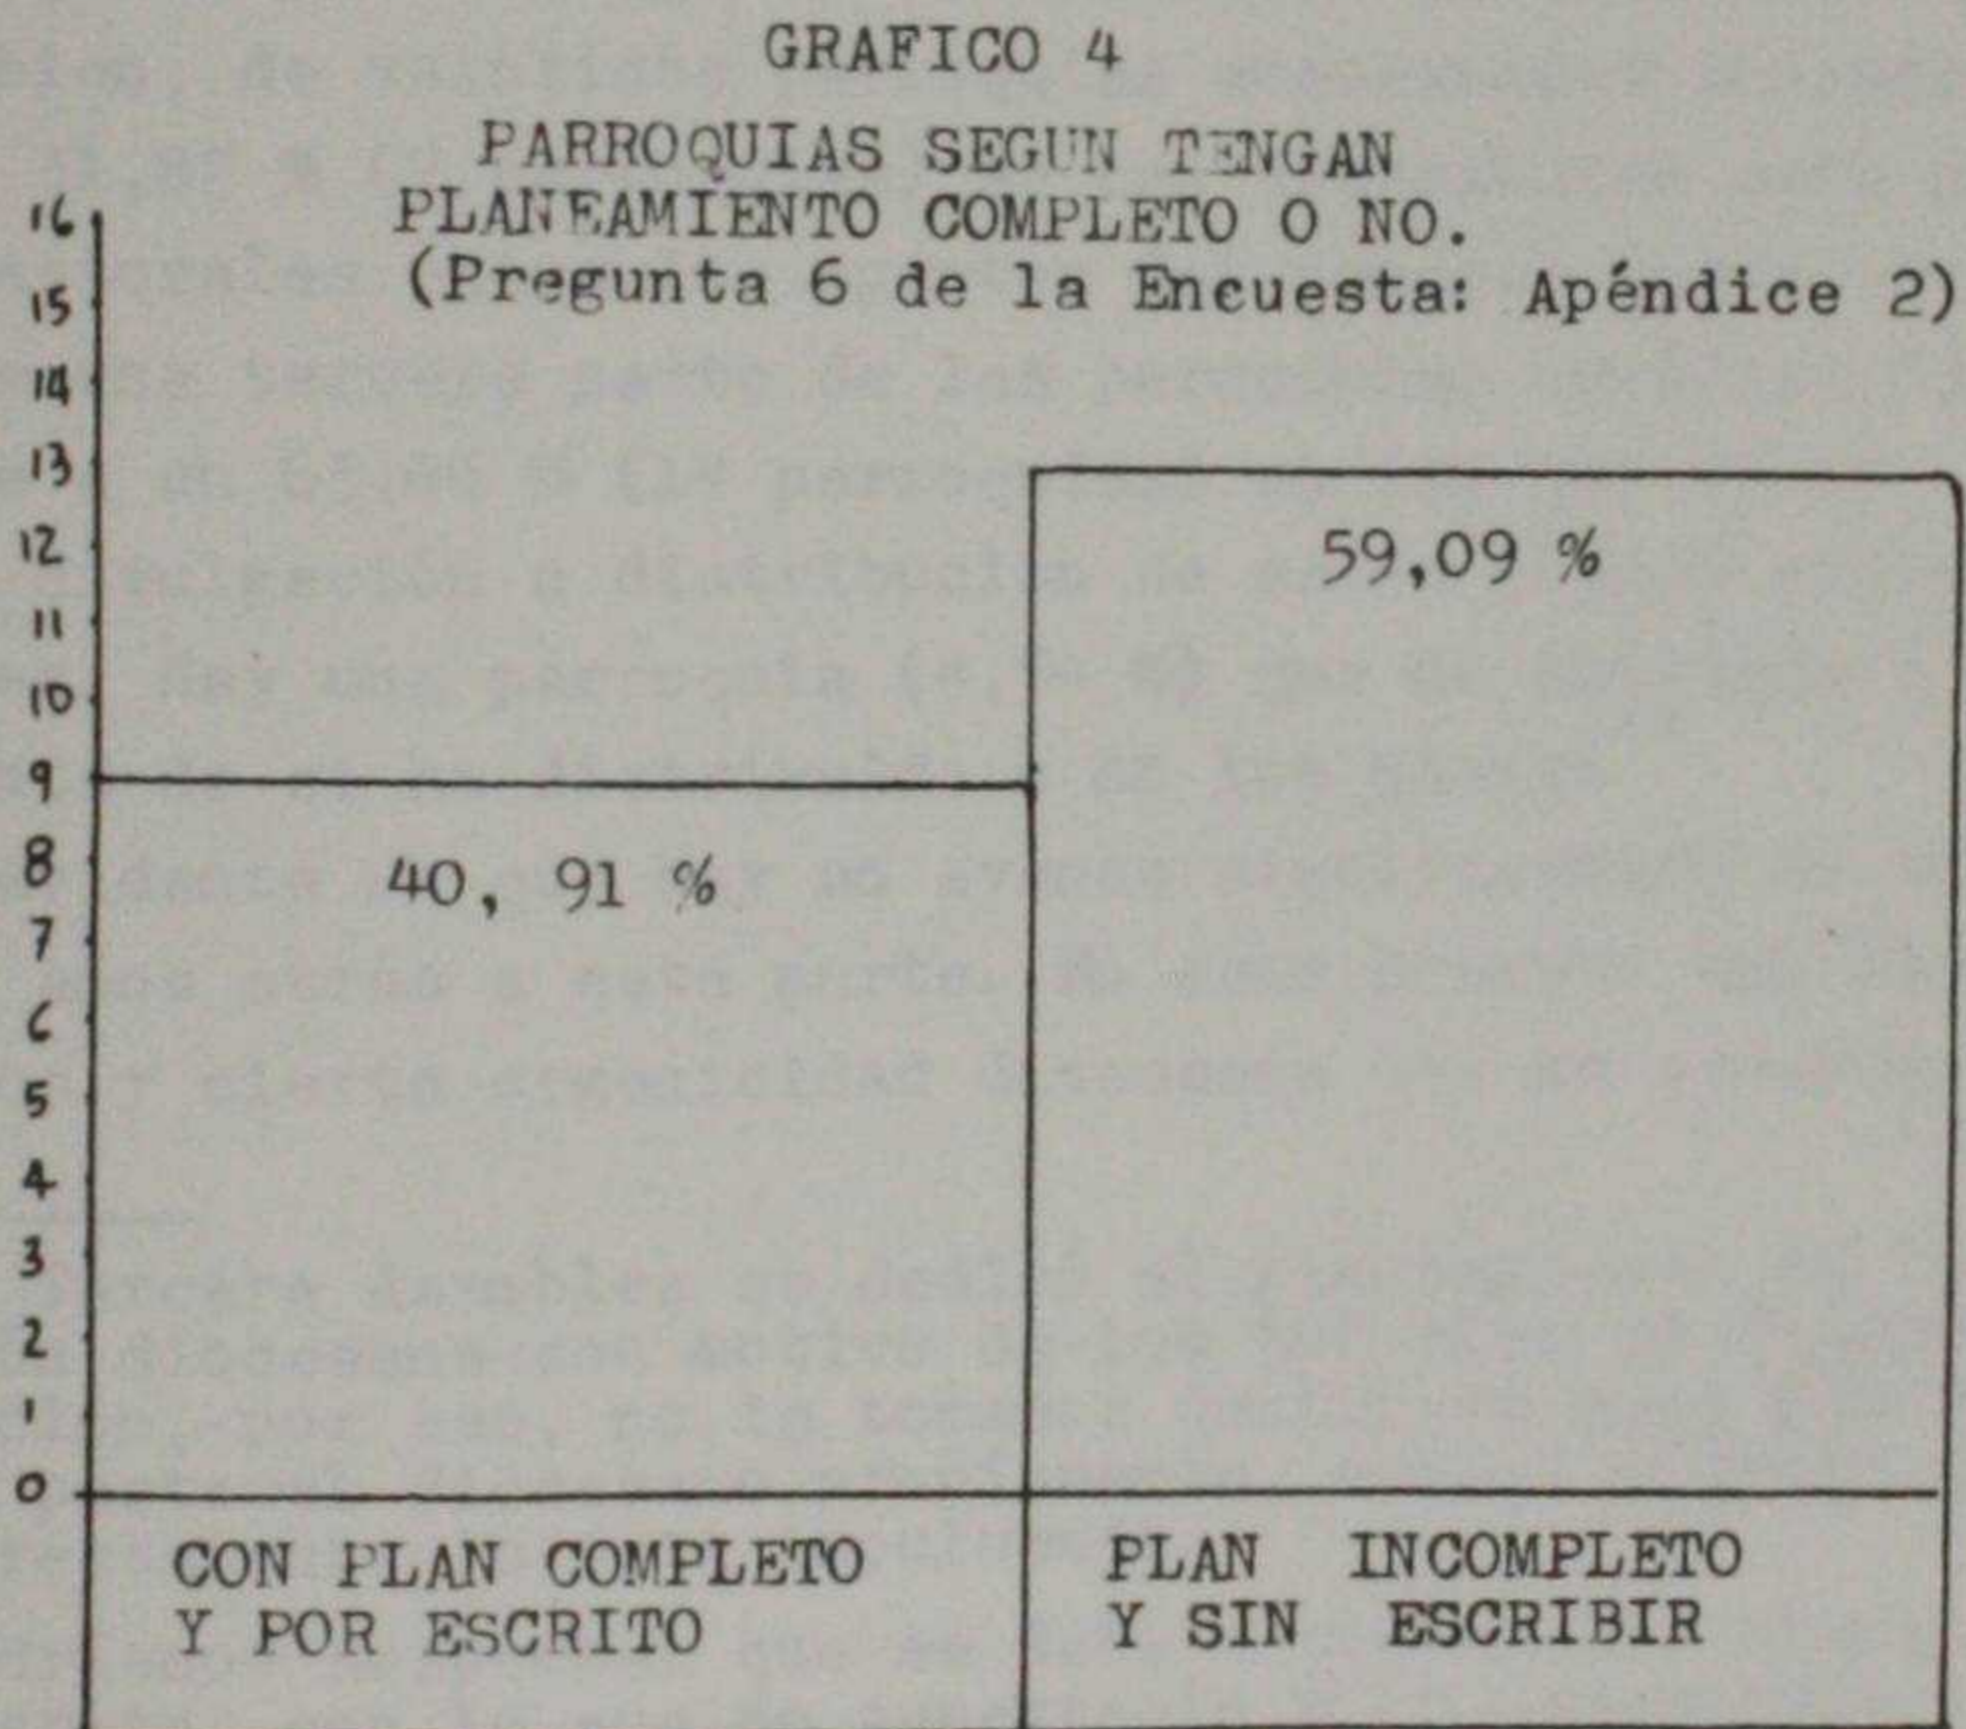 GRAFICO 4
PARROQUIAS SEGUN TENGAN
PLANEAMIENTO COMPLETO O NO.
(Pregunta 6 de la Encuesta: Apéndice 2)
16
15
14
13
12
11
10
9
8
7
6
5
4
3
2
1
0
59,09 %
40, 91 %
CON PLAN COMPLETO
Y POR ESCRITO
PLAN INCOMPLETO
Y SIN ESCRIBIR